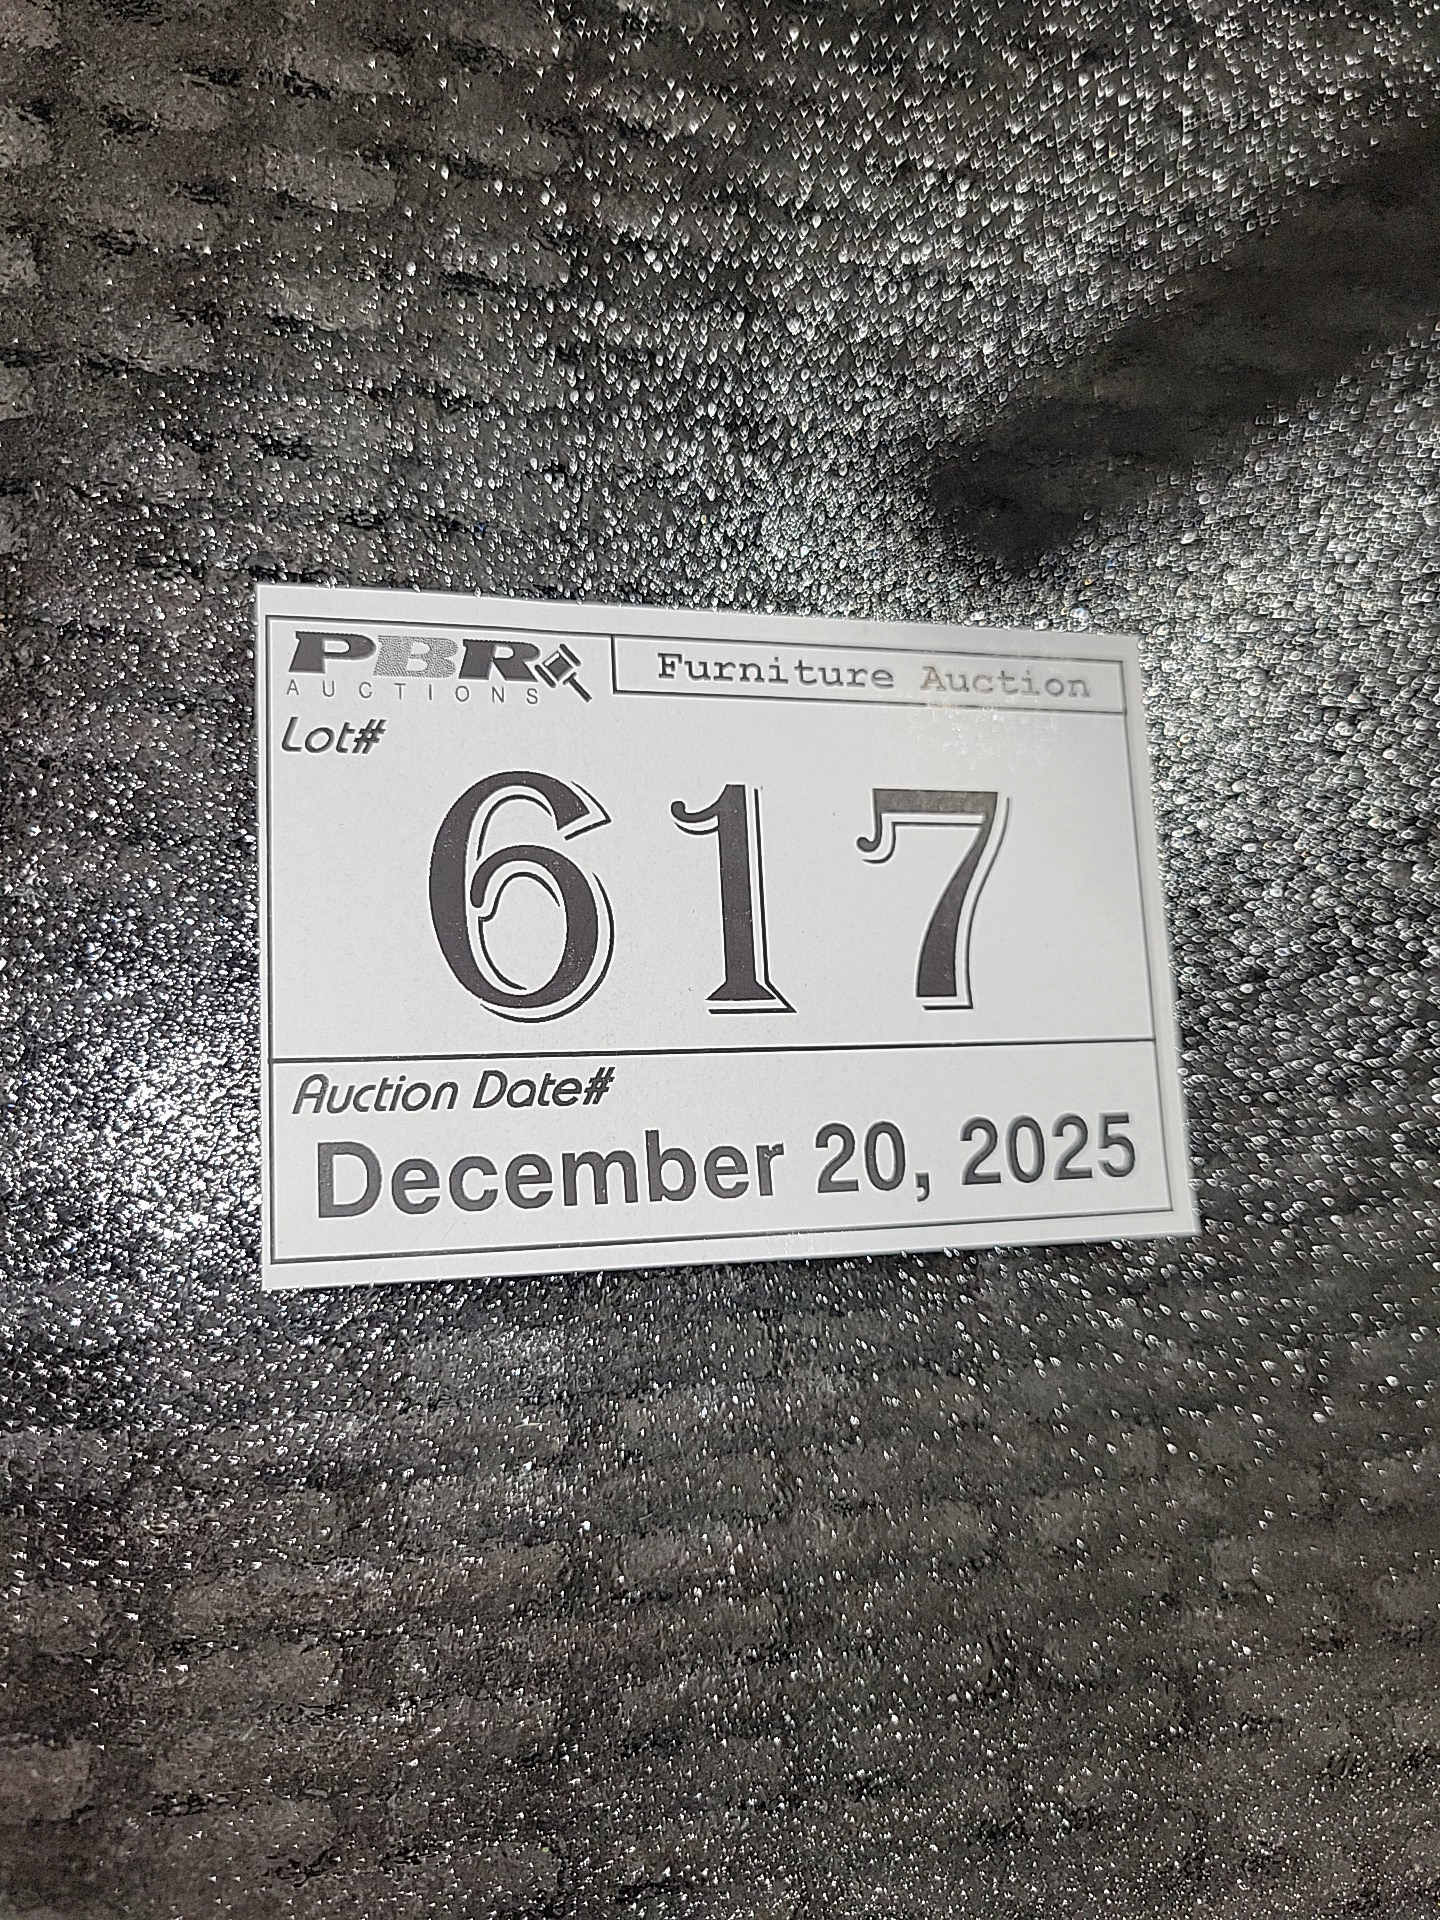 PBR
AUCTIONS
Furniture Auction
Lot#
617
Auction Date#
December 20, 2025